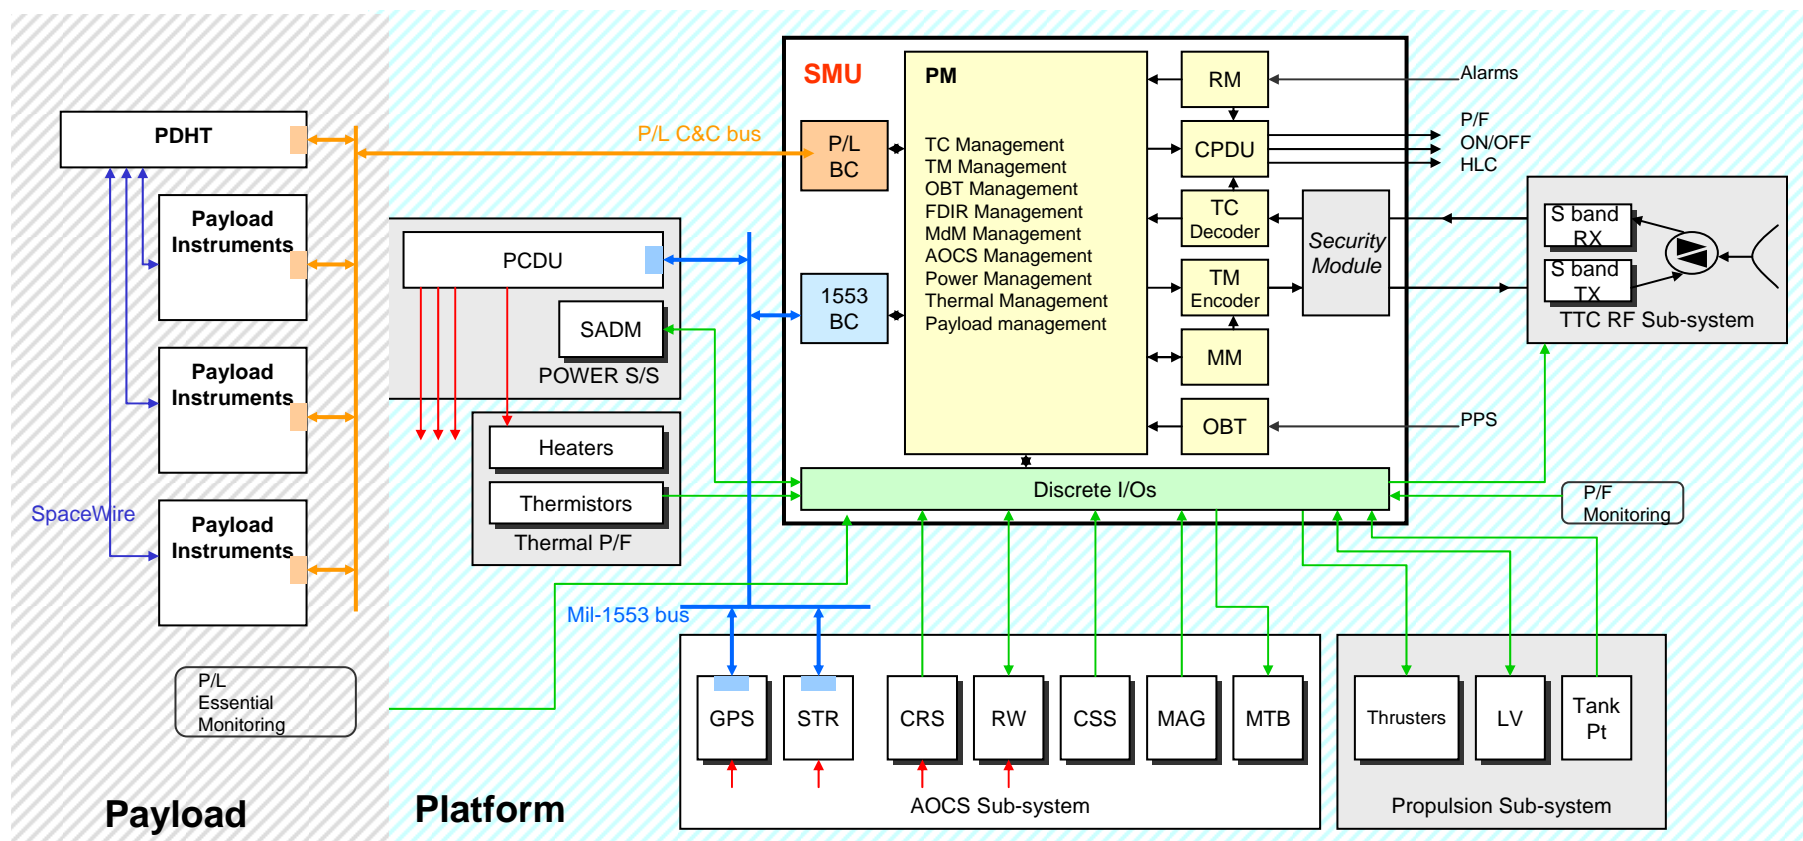 SMU
PM
TC Management
TM Management
OBT Management
FDIR Management
MdM Management
AOCS Management
Power Management
Thermal Management
Payload management
RM
CPDU
TC
Decoder
TM
Encoder
MM
OBT
Security
Module
Alarms
P/F
ON/OFF
HLC
PPS
P/L
BC
1553
BC
Discrete I/Os
P/L C&C bus
PDHT
Payload
Instruments
Payload
Instruments
Payload
Instruments
SpaceWire
P/L
Essential
Monitoring
Payload
PCDU
SADM
POWER S/S
Heaters
Thermistors
Thermal P/F
Mil-1553 bus
Platform
S band
RX
S band
TX
TTC RF Sub-system
P/F
Monitoring
GPS
STR
CRS
RW
CSS
MAG
MTB
AOCS Sub-system
Thrusters
LV
Tank
Pt
Propulsion Sub-system